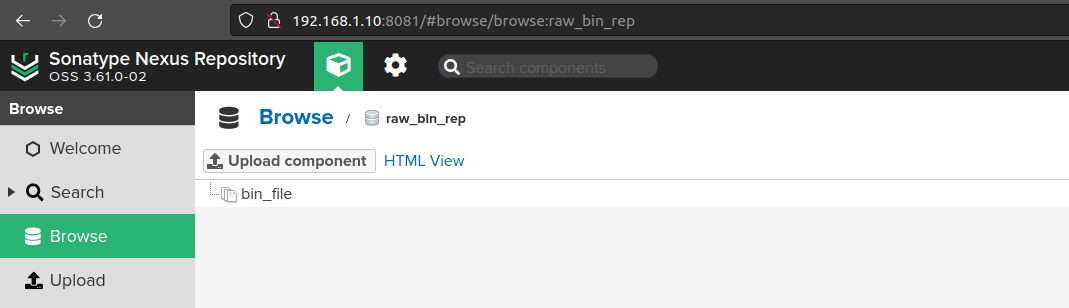 192.168.1.10:8081/#browse/browse:raw_bin_rep
Sonatype Nexus Repository
OSS 3.61.0-02
Search components
Browse
Browse / raw_bin_rep
Welcome
Upload component HTML View
Search
bin_file
Browse
Upload